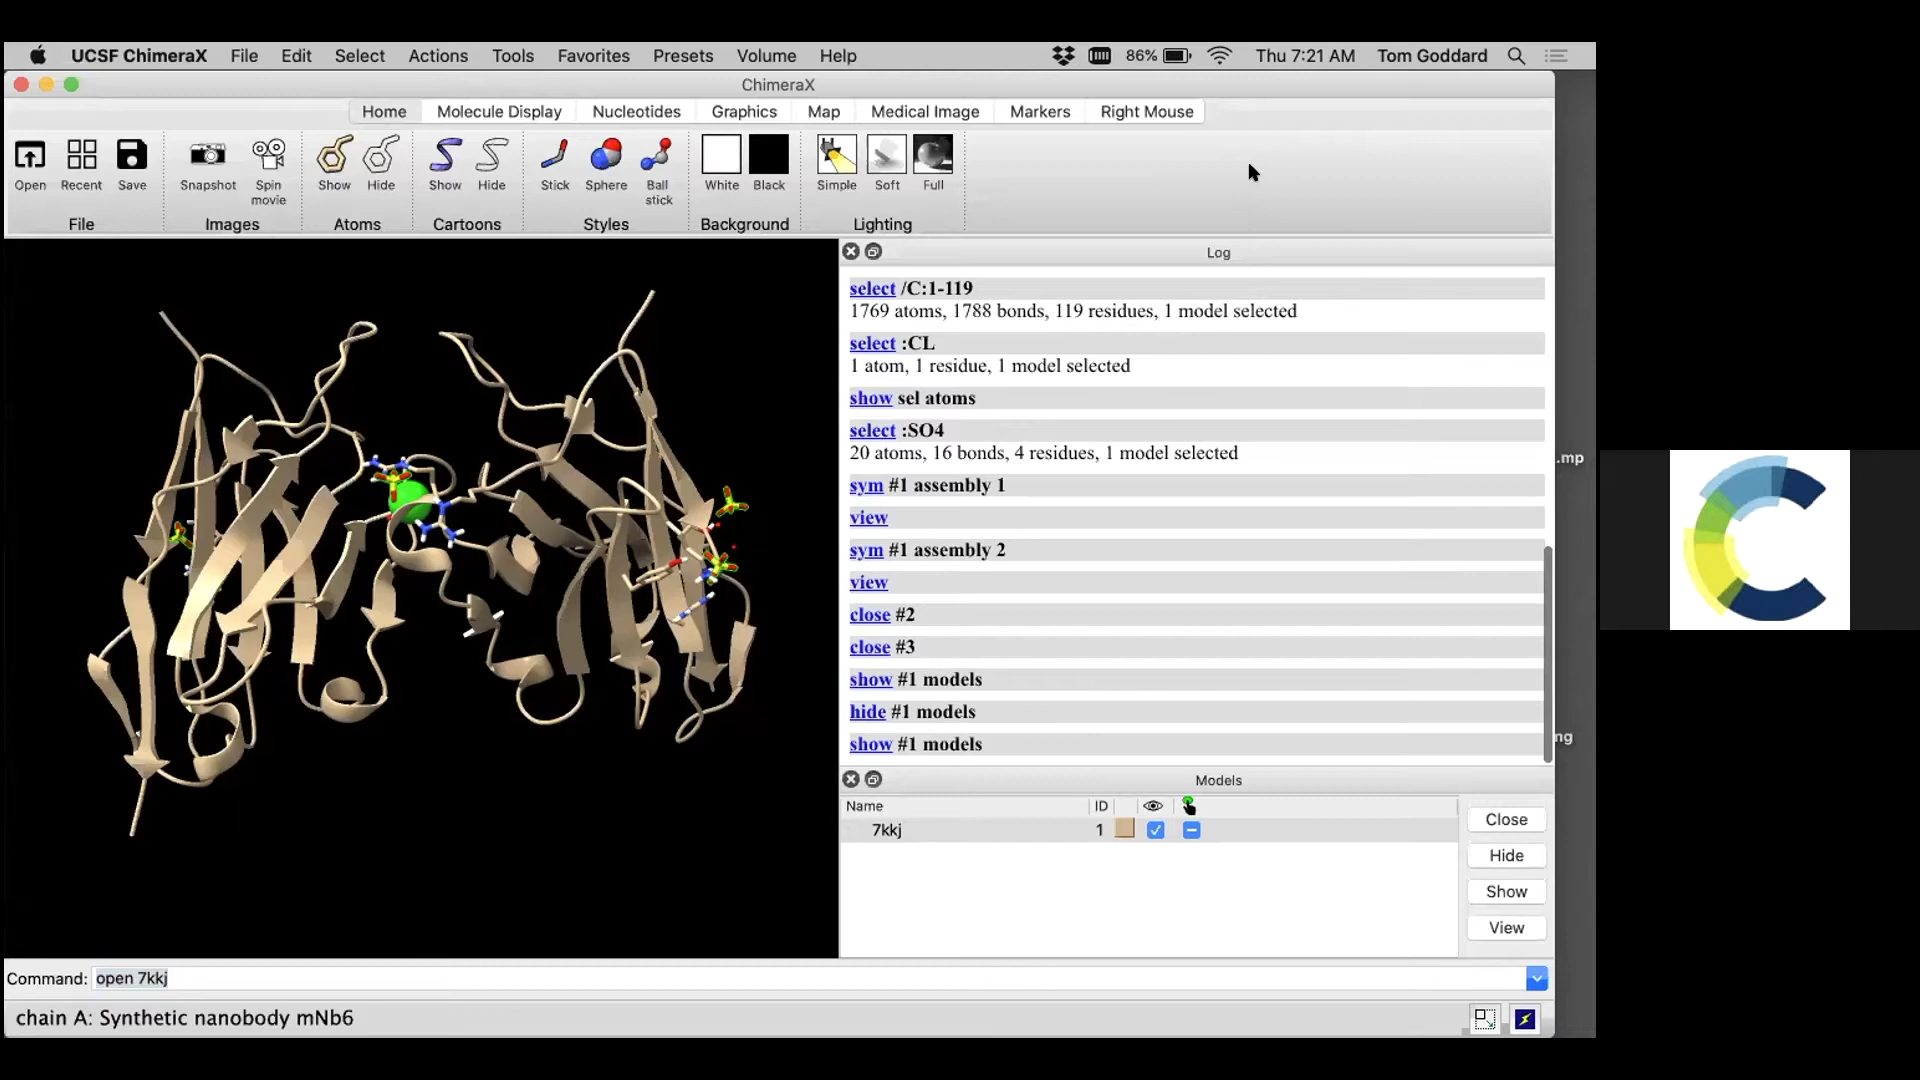 UCSF ChimeraX File Edit Select Actions Tools Favorites Presets Volume Help 86% Thu 7:21 AM Tom Goddard
ChimeraX
Home Molecule Display Nucleotides Graphics Map Medical Image Markers Right Mouse
Open Recent Save Snapshot Spin movie Show Hide Show Hide Stick Sphere Ball stick White Black Simple Soft Full
File Images Atoms Cartoons Styles Background Lighting
Log
select /C:1-119
1769 atoms, 1788 bonds, 119 residues, 1 model selected
select :CL
1 atom, 1 residue, 1 model selected
show sel atoms
select :SO4
20 atoms, 16 bonds, 4 residues, 1 model selected
sym #1 assembly 1
view
sym #1 assembly 2
view
close #2
close #3
show #1 models
hide #1 models
show #1 models
.mp
ng
Models
Name ID
7kkj 1
Close
Hide
Show
View
Command: open 7kkj
chain A: Synthetic nanobody mNb6